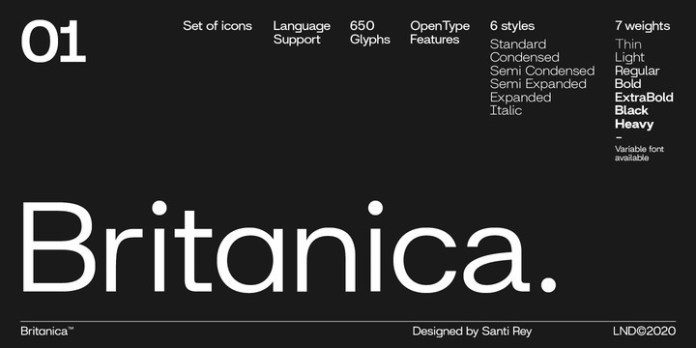 01
Set of icons
Language
Support
650
Glyphs
OpenType
Features
6 styles
Standard
Condensed
Semi Condensed
Semi Expanded
Expanded
Italic
7 weights
Thin
Light
Regular
Bold
ExtraBold
Black
Heavy
–
Variable font
available
Britanica.
Britanica™
Designed by Santi Rey
LND©2020